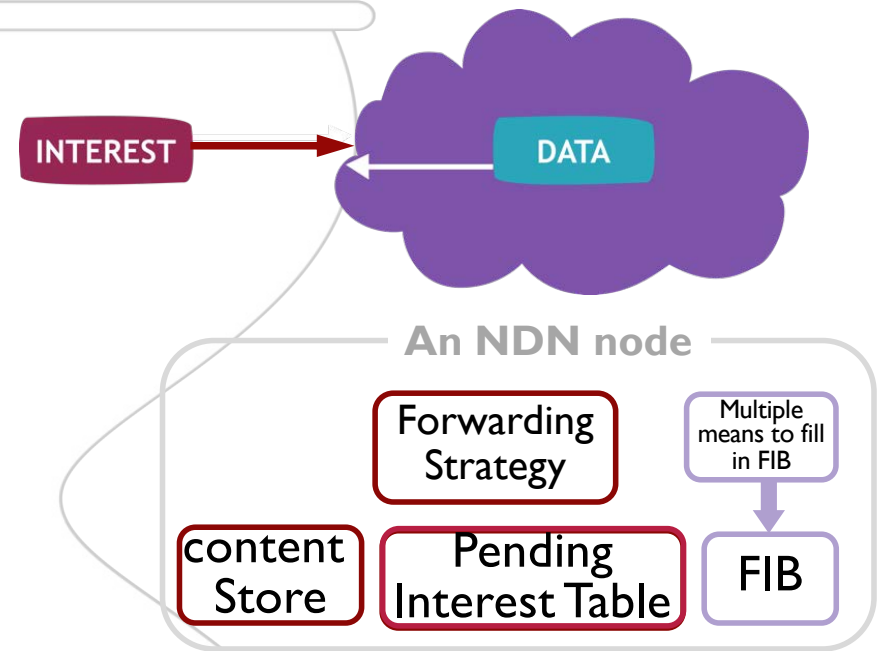 INTEREST
DATA
An NDN node
Forwarding
Strategy
Multiple
means to fill
in FIB
content
Store
Pending
Interest Table
FIB